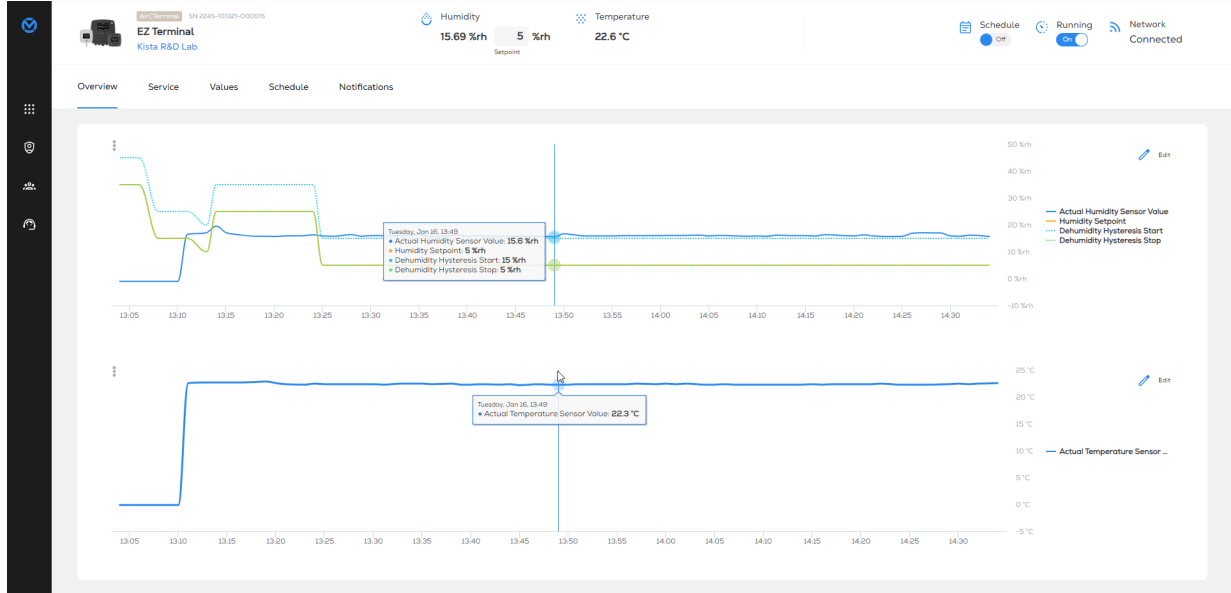 AirCTerminal SN 2245-101321-000015
EZ Terminal
Kista R&D Lab
Humidity
15.69 %rh 5 %rh
Setpoint
Temperature
22.6 °C
Schedule
Off
Running
On
Network
Connected
Overview Service Values Schedule Notifications
50 %rh
40 %rh
30 %rh
20 %rh
10 %rh
0 %rh
-10 %rh
Edit
Actual Humidity Sensor Value
Humidity Setpoint
Dehumidity Hysteresis Start
Dehumidity Hysteresis Stop
Tuesday, Jan 16, 13:49
Actual Humidity Sensor Value: 15.6 %rh
Humidity Setpoint: 5 %rh
Dehumidity Hysteresis Start: 15 %rh
Dehumidity Hysteresis Stop: 5 %rh
13:05 13:10 13:15 13:20 13:25 13:30 13:35 13:40 13:45 13:50 13:55 14:00 14:05 14:10 14:15 14:20 14:25 14:30
25 °C
20 °C
15 °C
10 °C
5 °C
0 °C
-5 °C
Edit
Actual Temperature Sensor ...
Tuesday, Jan 16, 13:49
Actual Temperature Sensor Value: 22.3 °C
13:05 13:10 13:15 13:20 13:25 13:30 13:35 13:40 13:45 13:50 13:55 14:00 14:05 14:10 14:15 14:20 14:25 14:30